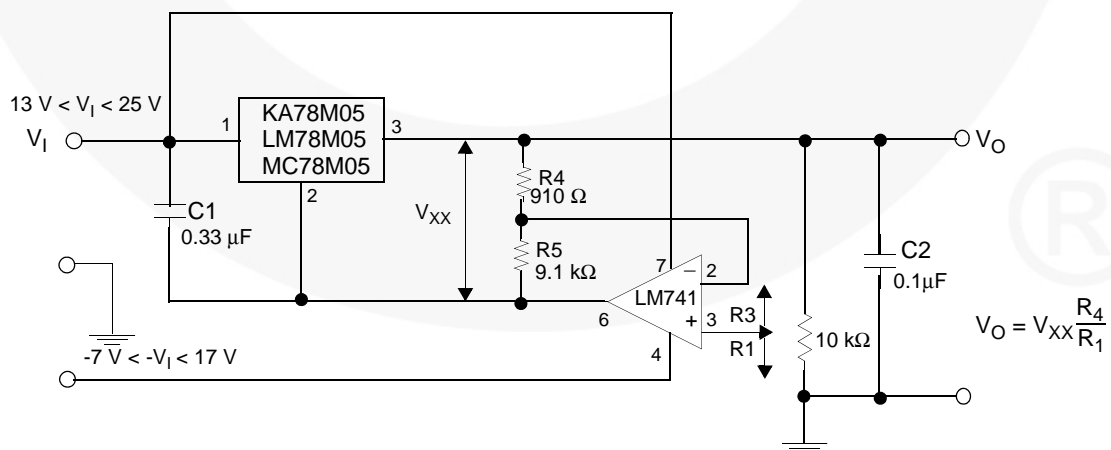 13 V < VI < 25 V
VI
1
KA78M05
LM78M05
MC78M05
3
2
VO
C1
0.33 μF
VXX
R4
910 Ω
R5
9.1 kΩ
7
–
2
LM741
6
+
3
4
R3
R1
10 kΩ
C2
0.1μF
VO = VXX R4/R1
-7 V < -VI < 17 V
®